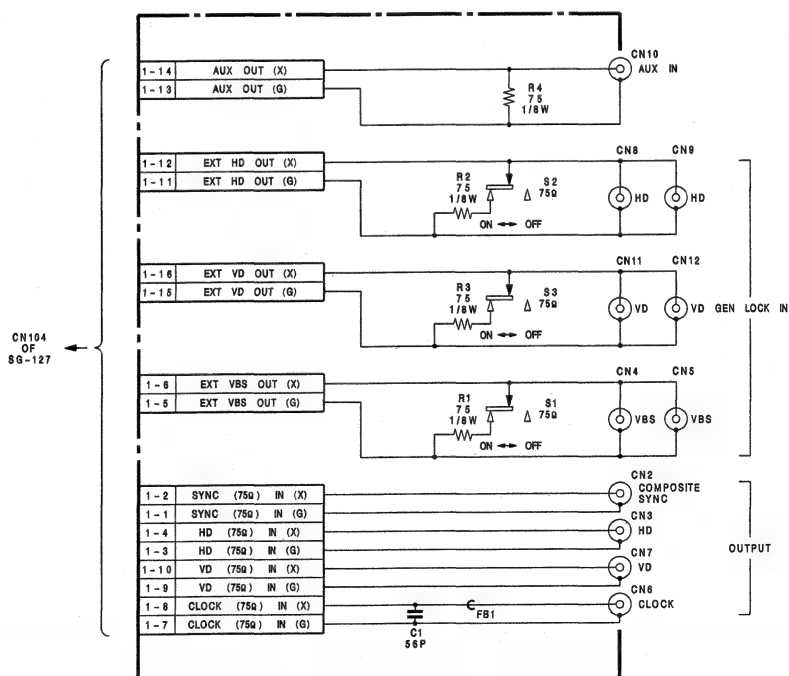 CN10
AUX IN
1-14 AUX OUT (X)
1-13 AUX OUT (G)
R4
75
1/8W
CN8
CN9
1-12 EXT HD OUT (X)
1-11 EXT HD OUT (G)
R2
75
1/8W
S2
75Ω
ON ↔ OFF
HD
HD
CN11
CN12
1-16 EXT VD OUT (X)
1-15 EXT VD OUT (G)
R3
75
1/8W
S3
75Ω
ON ↔ OFF
VD
VD
GEN LOCK IN
CN104
OF
SG-127
CN4
CN5
1-6 EXT VBS OUT (X)
1-5 EXT VBS OUT (G)
R1
75
1/8W
S1
75Ω
ON ↔ OFF
VBS
VBS
CN2
COMPOSITE
SYNC
1-2 SYNC (75Ω) IN (X)
1-1 SYNC (75Ω) IN (G)
CN3
HD
1-4 HD (75Ω) IN (X)
1-3 HD (75Ω) IN (G)
OUTPUT
CN7
VD
1-10 VD (75Ω) IN (X)
1-9 VD (75Ω) IN (G)
CN6
CLOCK
1-8 CLOCK (75Ω) IN (X)
1-7 CLOCK (75Ω) IN (G)
FB1
C1
56P